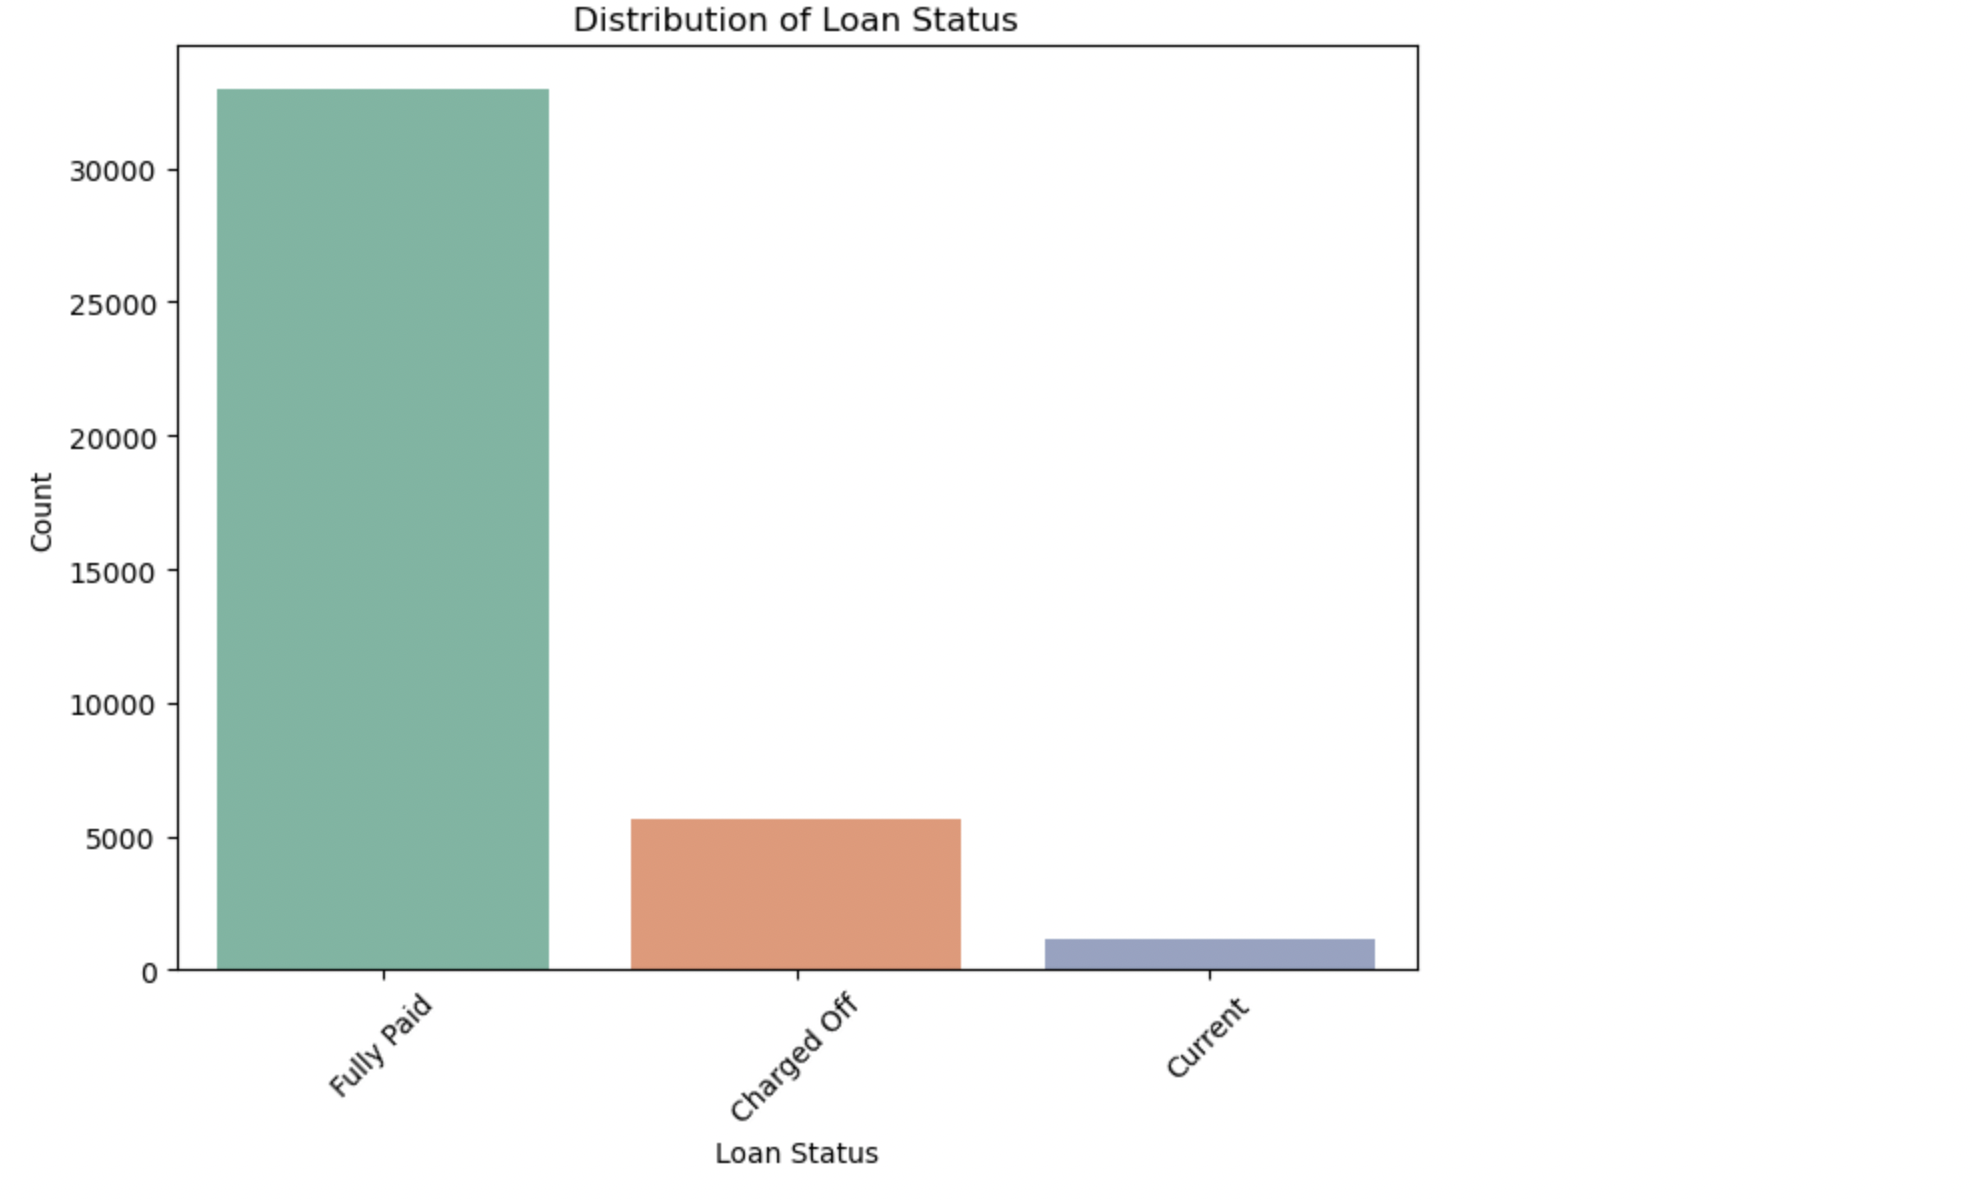 Distribution of Loan Status
Count
30000
25000
20000
15000
10000
5000
0
Fully Paid
Charged Off
Current
Loan Status